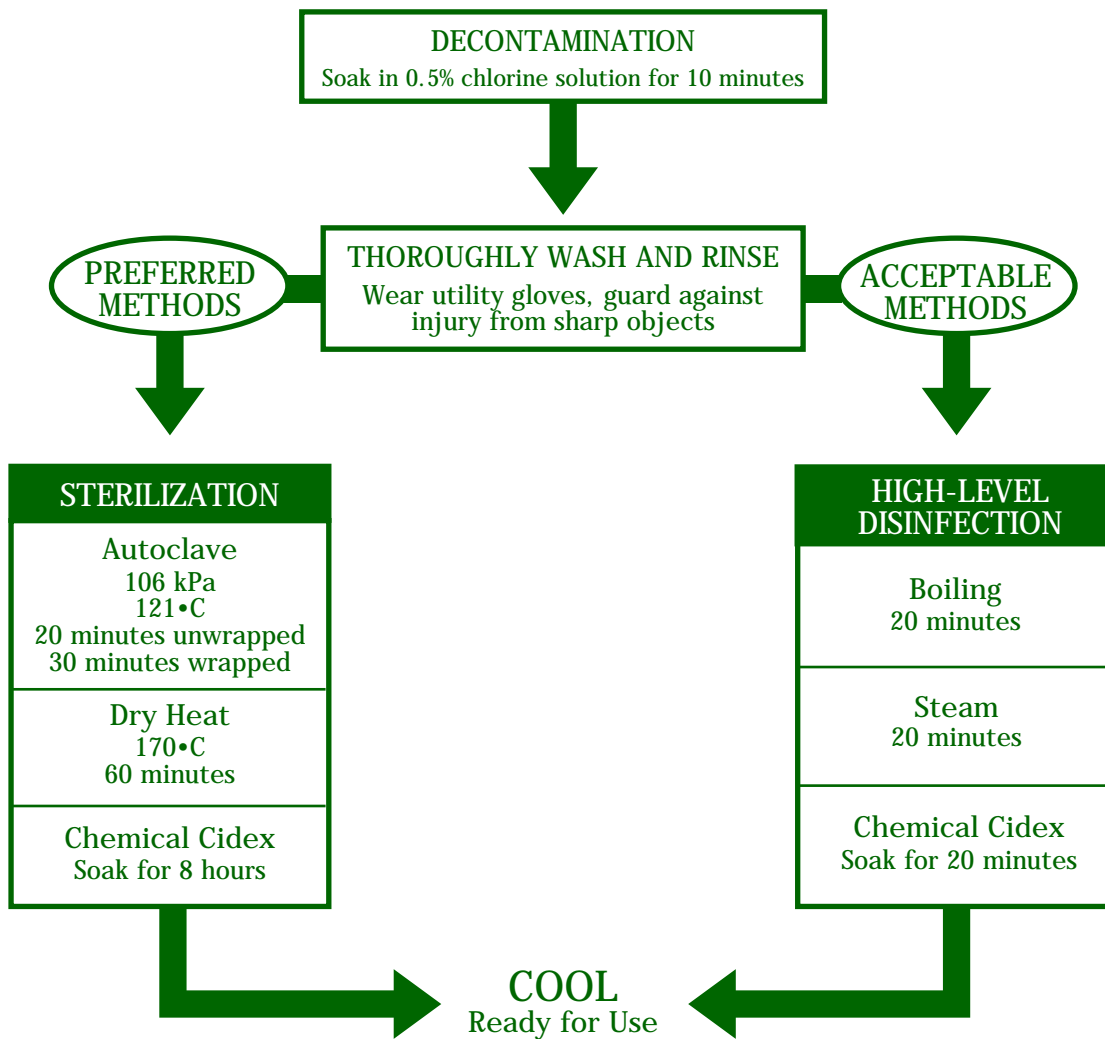 DECONTAMINATION
Soak in 0.5% chlorine solution for 10 minutes
THOROUGHLY WASH AND RINSE
Wear utility gloves, guard against
injury from sharp objects
PREFERRED
METHODS
ACCEPTABLE
METHODS
STERILIZATION
Autoclave
106 kPa
121•C
20 minutes unwrapped
30 minutes wrapped
Dry Heat
170•C
60 minutes
Chemical Cidex
Soak for 8 hours
HIGH-LEVEL
DISINFECTION
Boiling
20 minutes
Steam
20 minutes
Chemical Cidex
Soak for 20 minutes
COOL
Ready for Use